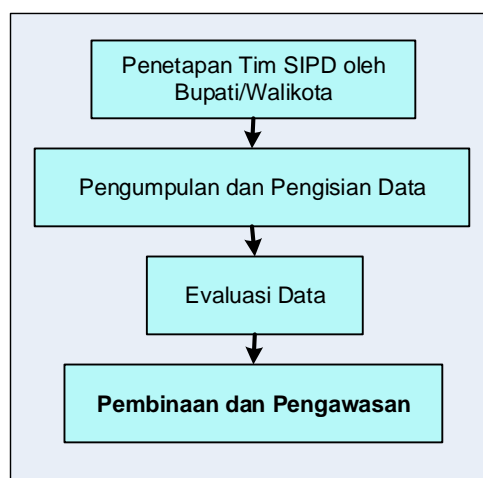 Penetapan Tim SIPD oleh
Bupati/Walikota
Pengumpulan dan Pengisian Data
Evaluasi Data
Pembinaan dan Pengawasan